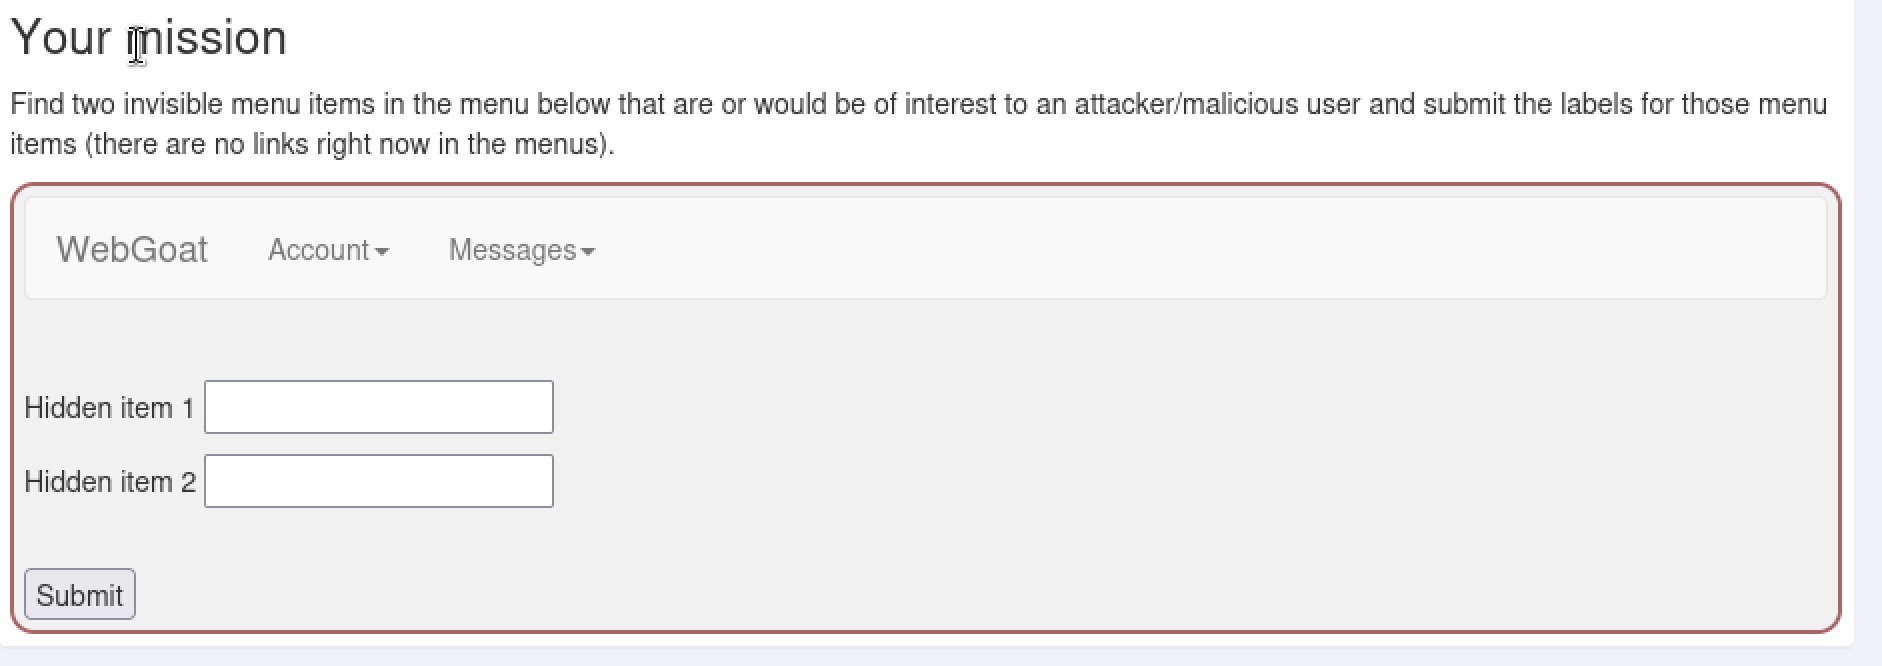 Your mission
Find two invisible menu items in the menu below that are or would be of interest to an attacker/malicious user and submit the labels for those menu
items (there are no links right now in the menus).
WebGoat Account Messages
Hidden item 1
Hidden item 2
Submit